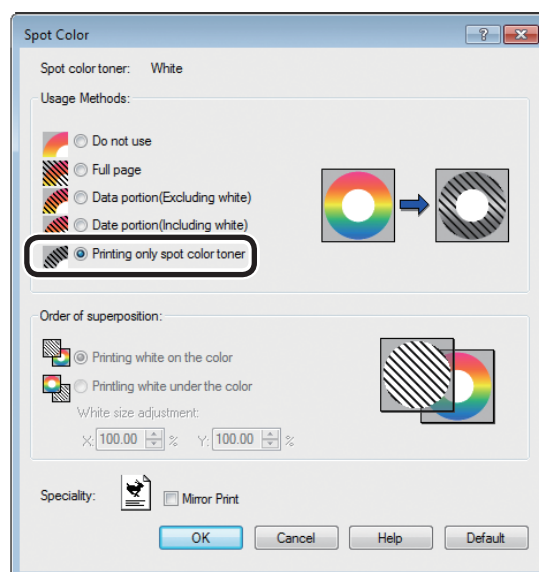 Spot Color
Spot color toner: White
Usage Methods:
Do not use
Full page
Data portion(Excluding white)
Date portion(Including white)
Printing only spot color toner
Order of superposition:
Printing white on the color
Printling white under the color
White size adjustment:
X: 100.00 % Y: 100.00 %
Speciality: Mirror Print
OK Cancel Help Default